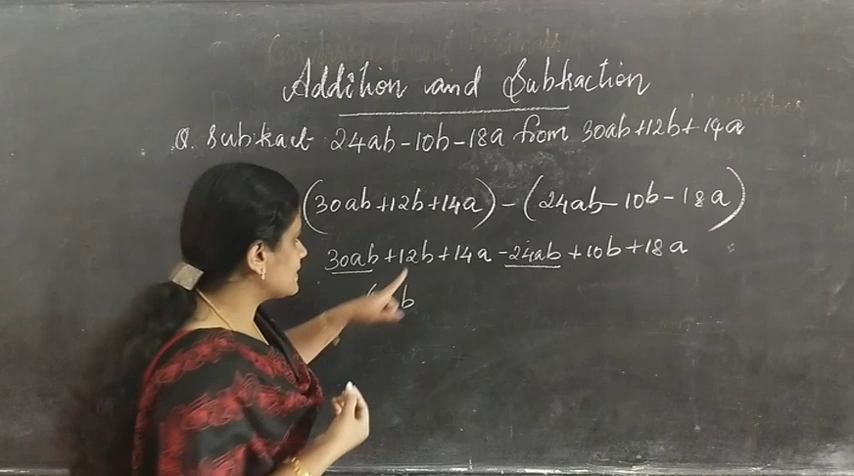 Addition and Subtraction
Q. Subtract 24ab-10b-18a from 30ab+12b+14a
(30ab+12b+14a)-(24ab-10b-18a)
30ab+12b+14a-24ab+10b+18a
b